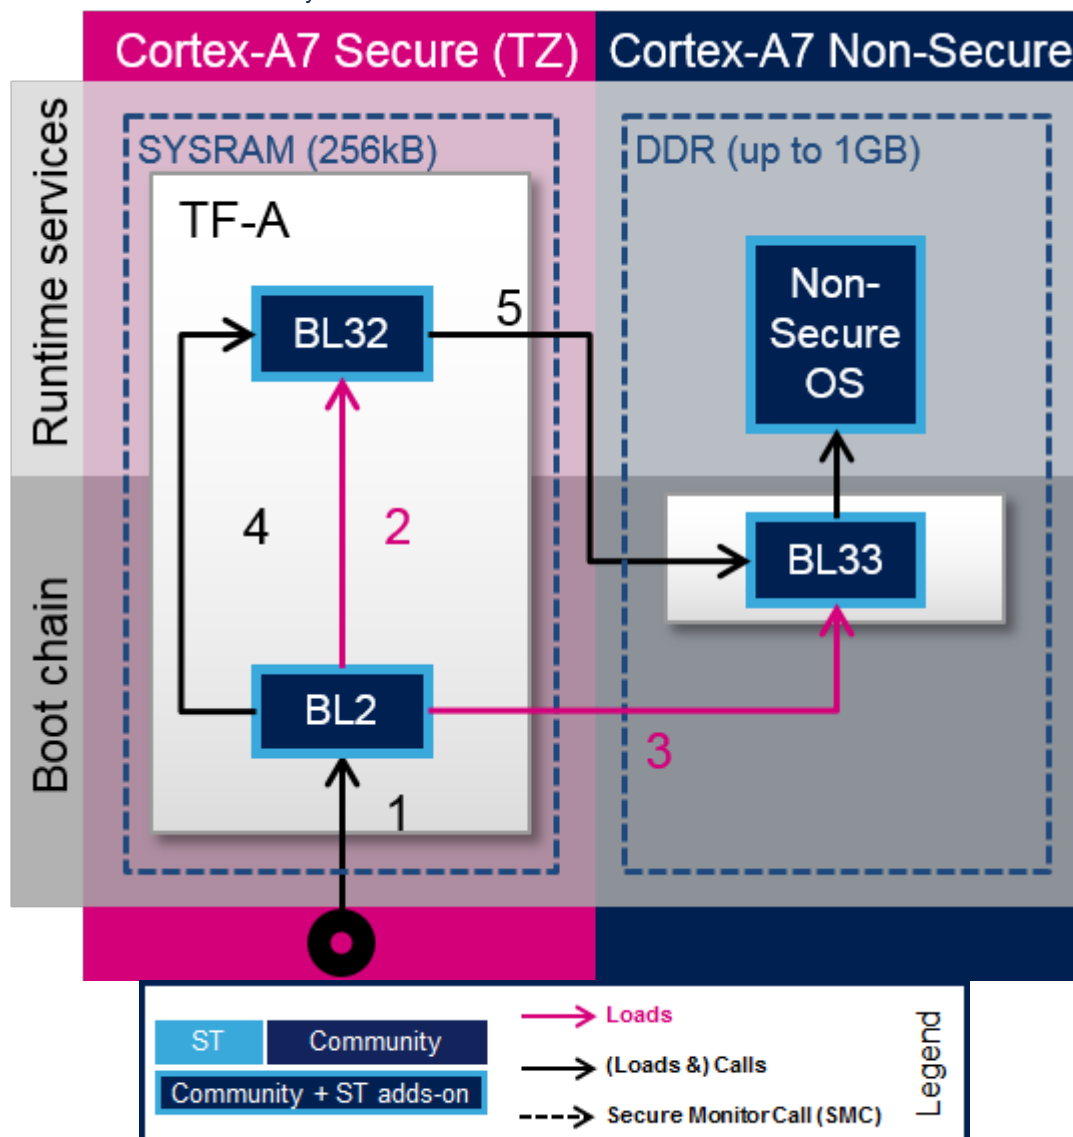 Cortex-A7 Secure (TZ)
Cortex-A7 Non-Secure
Runtime services
SYSRAM (256kB)
DDR (up to 1GB)
TF-A
BL32
5
Non-
Secure
OS
4
2
BL33
Boot chain
BL2
3
1
ST
Community
Community + ST adds-on
Loads
(Loads &) Calls
Secure Monitor Call (SMC)
Legend